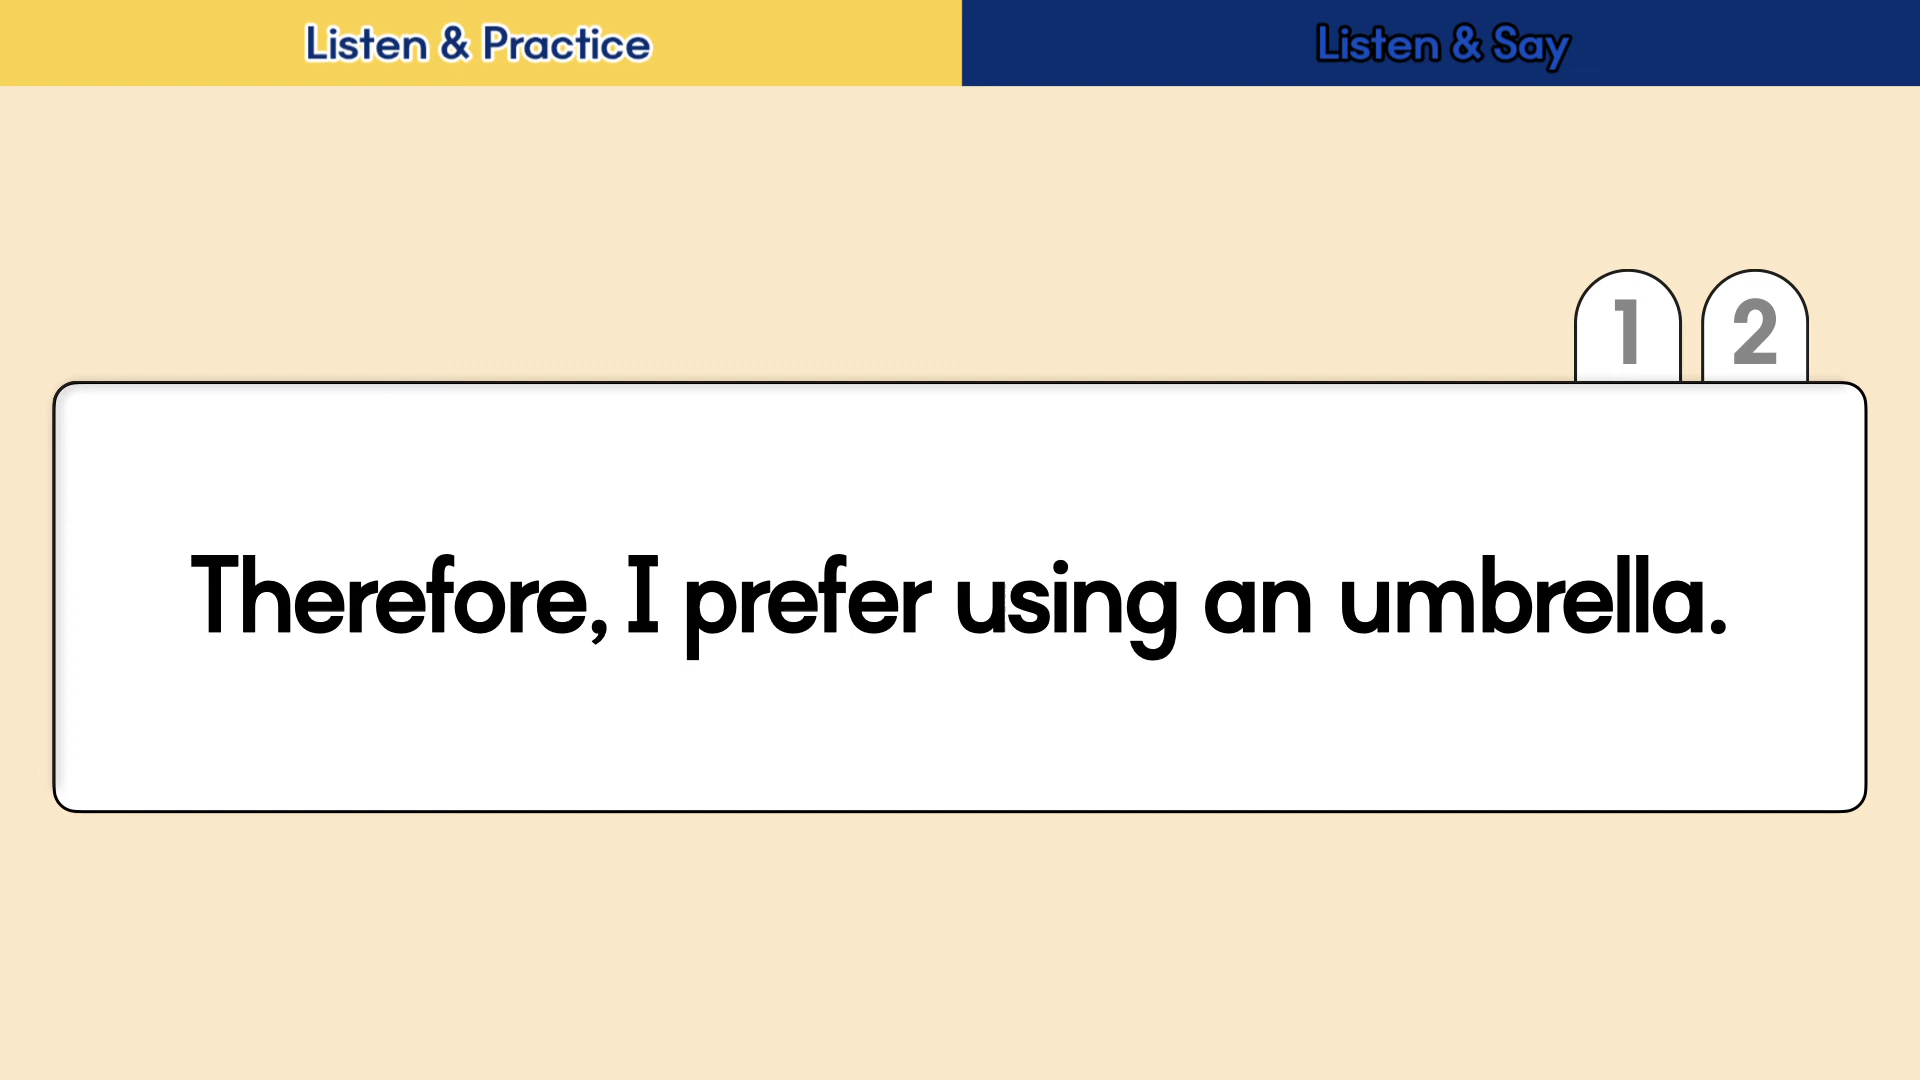 Listen & Practice
Listen & Say
1 2
Therefore, I prefer using an umbrella.